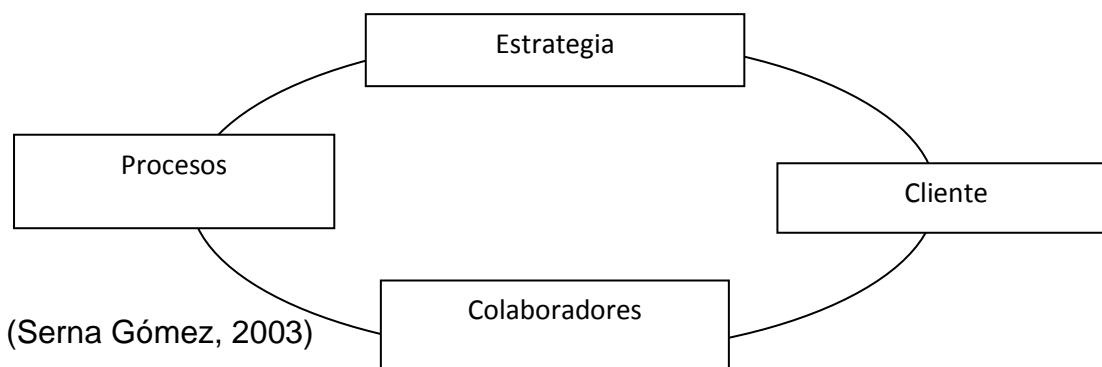 Estrategia
Procesos
Cliente
Colaboradores
(Serna Gómez, 2003)